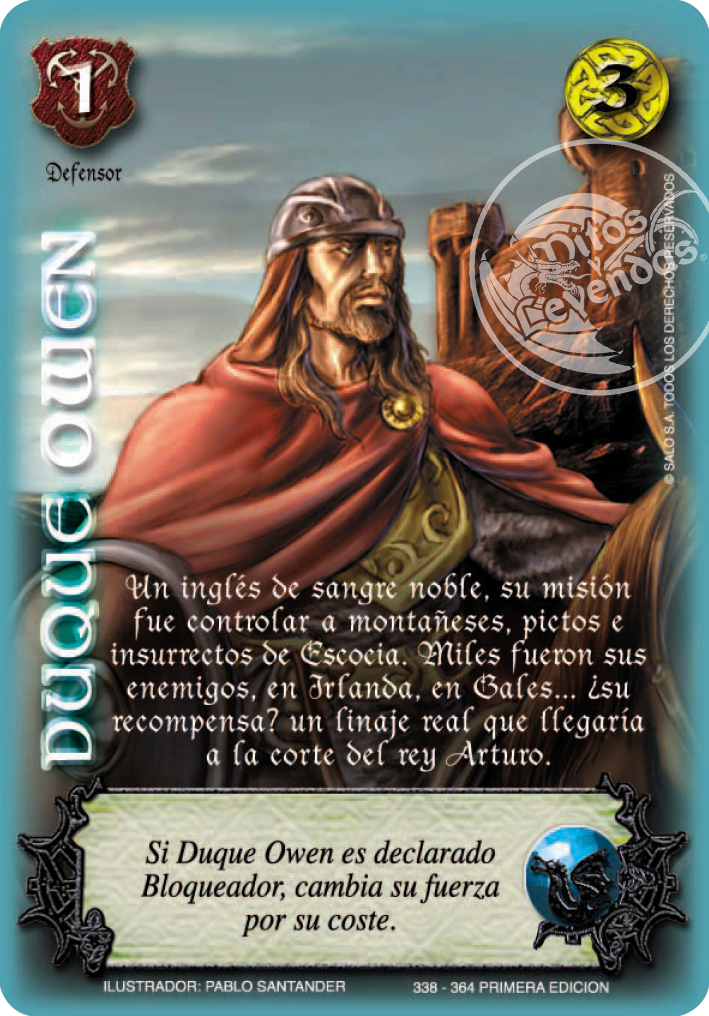 1
3
Defensor
Mitos
y
Leyendas
®
© SALO S.A. TODOS LOS DERECHOS RESERVADOS
DUQUE OWEN
Un inglés de sangre noble, su misión
fue controlar a montañeses, pictos e
insurrectos de Escocia. Miles fueron sus
enemigos, en Irlanda, en Gales... ¿su
recompensa? un linaje real que llegaría
a la corte del rey Arturo.
Si Duque Owen es declarado
Bloqueador, cambia su fuerza
por su coste.
ILUSTRADOR: PABLO SANTANDER 338 - 364 PRIMERA EDICION